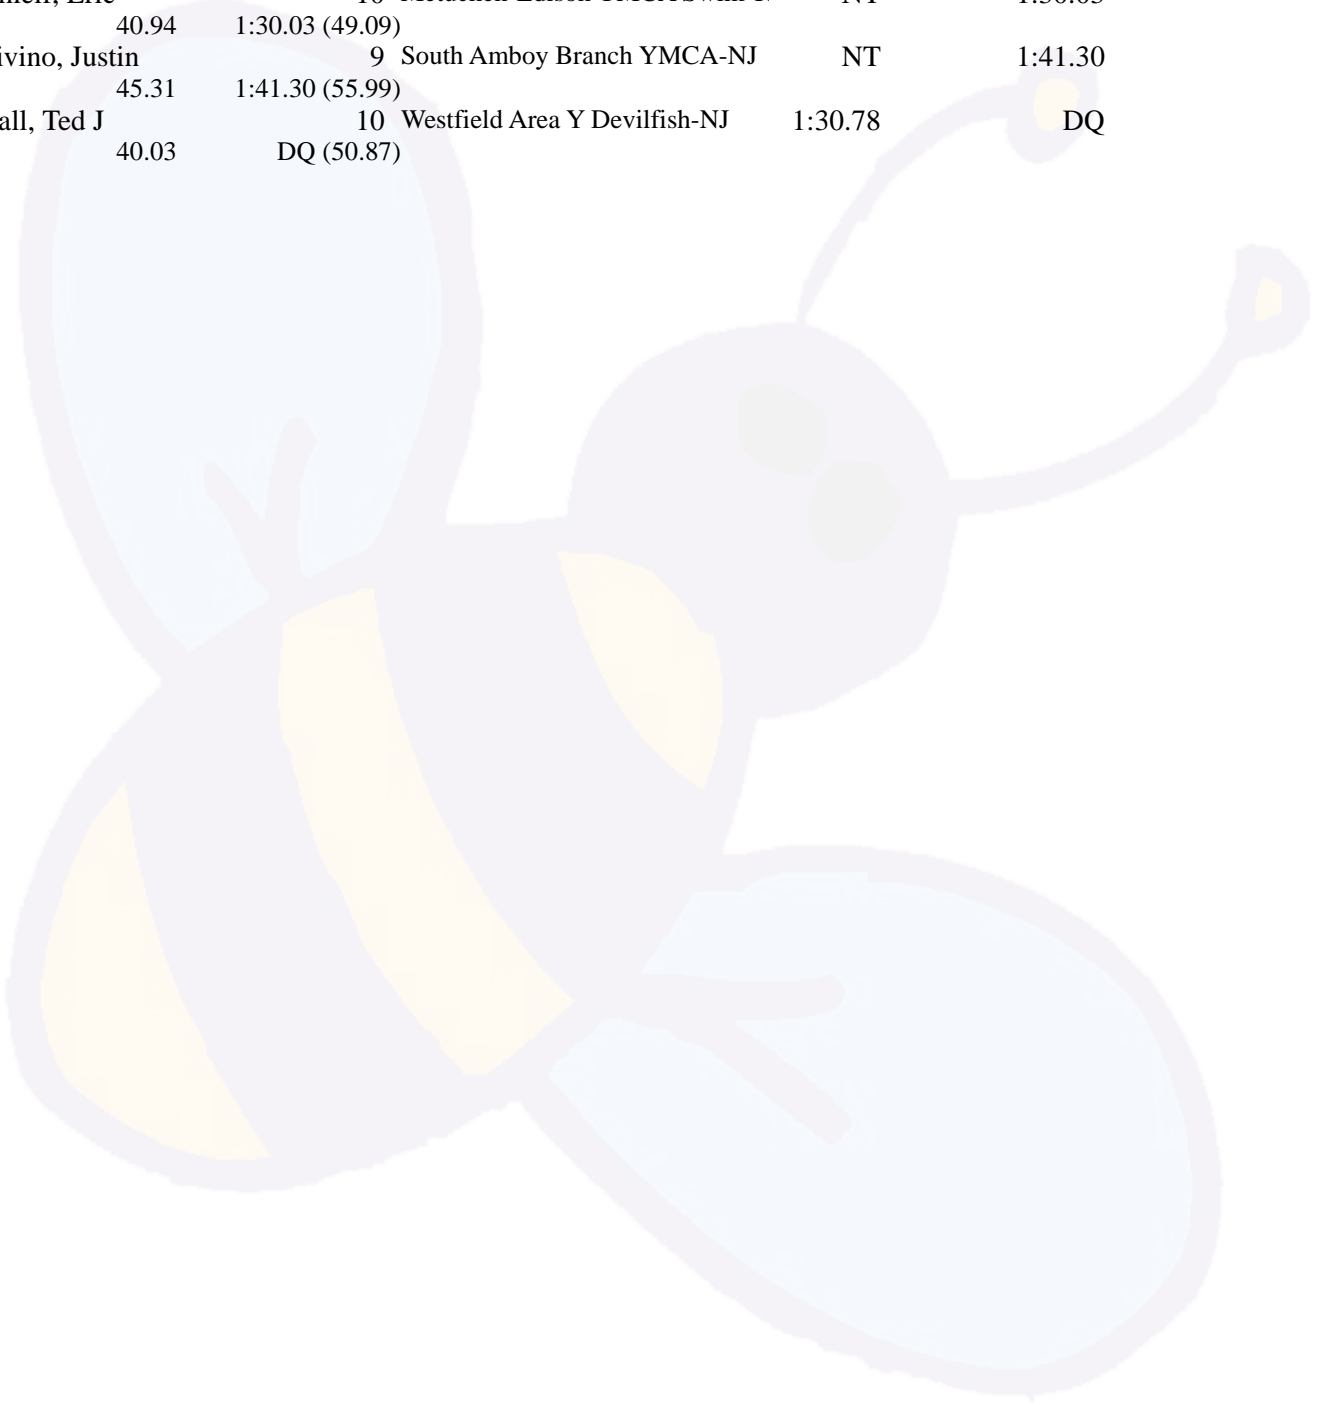 40.94 1:30.03 (49.09)
ivino, Justin 9 South Amboy Branch YMCA-NJ NT 1:41.30
45.31 1:41.30 (55.99)
all, Ted J 10 Westfield Area Y Devilfish-NJ 1:30.78 DQ
40.03 DQ (50.87)